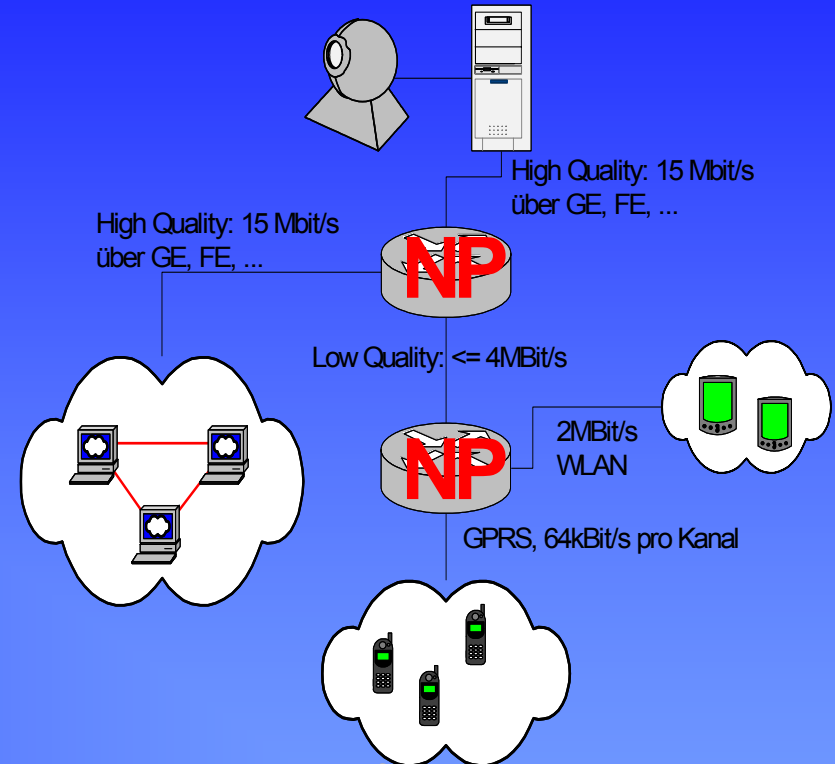 High Quality: 15 Mbit/s
über GE, FE, ...
High Quality: 15 Mbit/s
über GE, FE, ...
NP
Low Quality: <= 4MBit/s
NP
2MBit/s
WLAN
GPRS, 64kBit/s pro Kanal